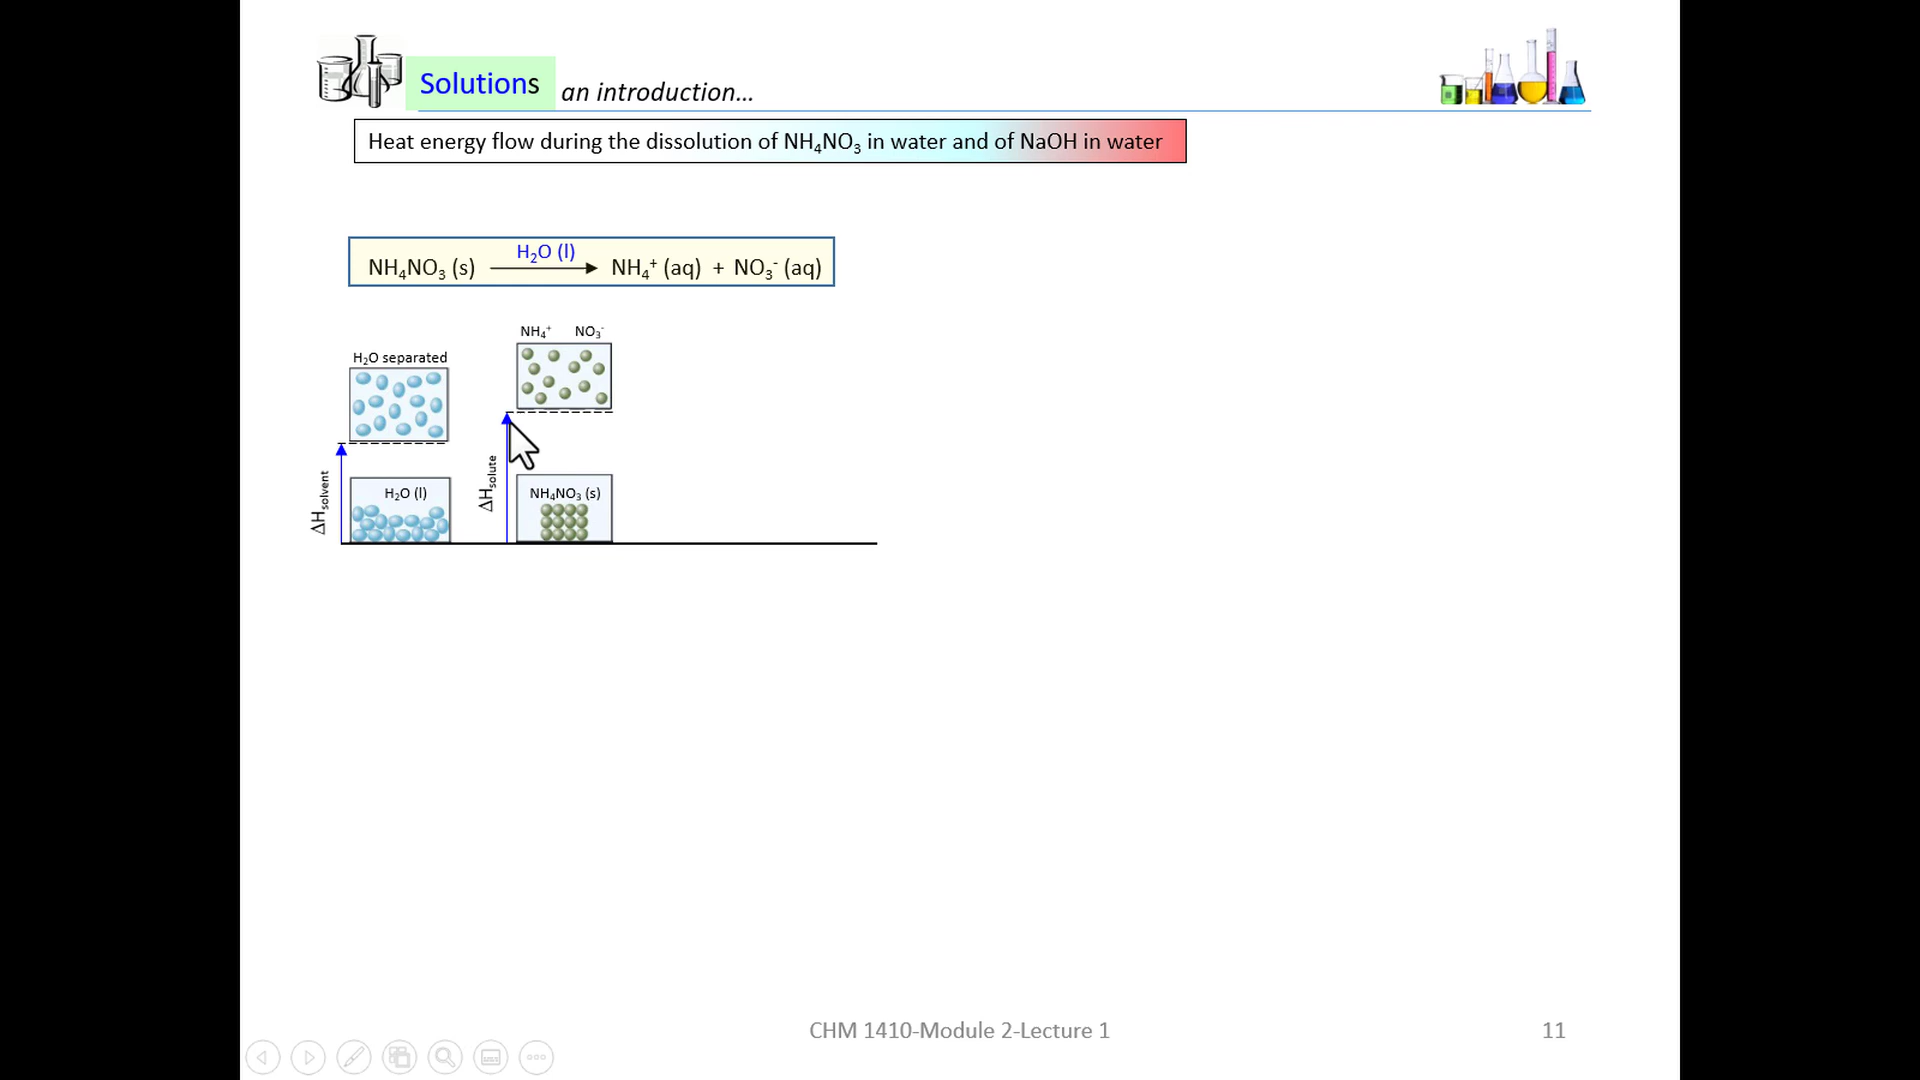 Solutions an introduction...
Heat energy flow during the dissolution of NH₄NO₃ in water and of NaOH in water
H₂O (l)
NH₄NO₃ (s) → NH₄⁺ (aq) + NO₃⁻ (aq)
NH₄⁺ NO₃⁻
H₂O separated
ΔHsolvent
ΔHsolute
H₂O (l)
NH₄NO₃ (s)
CHM 1410-Module 2-Lecture 1
11